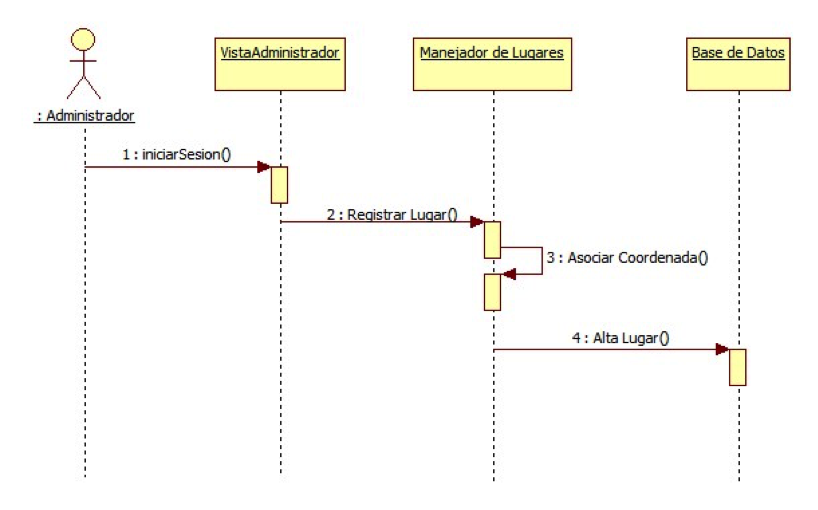 VistaAdministrador
Manejador de Lugares
Base de Datos
: Administrador
1 : iniciarSesion()
2 : Registrar Lugar()
3 : Asociar Coordenada()
4 : Alta Lugar()